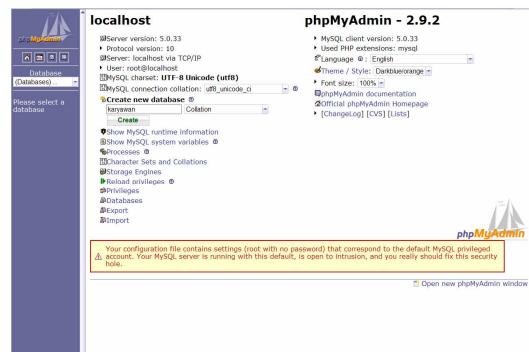 phpMyAdmin
Database
(Databases) ...
Please select a
database
localhost
Server version: 5.0.33
Protocol version: 10
Server: localhost via TCP/IP
User: root@localhost
MySQL charset: UTF-8 Unicode (utf8)
MySQL connection collation: utf8_unicode_ci
Create new database
karyawan Collation
Create
Show MySQL runtime information
Show MySQL system variables
Processes
Character Sets and Collations
Storage Engines
Reload privileges
Privileges
Databases
Export
Import
phpMyAdmin - 2.9.2
MySQL client version: 5.0.33
Used PHP extensions: mysql
Language : English
Theme / Style: Darkblue/orange
Font size: 100%
phpMyAdmin documentation
Official phpMyAdmin Homepage
[ChangeLog] [CVS] [Lists]
phpMyAdmin
Your configuration file contains settings (root with no password) that correspond to the default MySQL privileged
account. Your MySQL server is running with this default, is open to intrusion, and you really should fix this security
hole.
Open new phpMyAdmin window